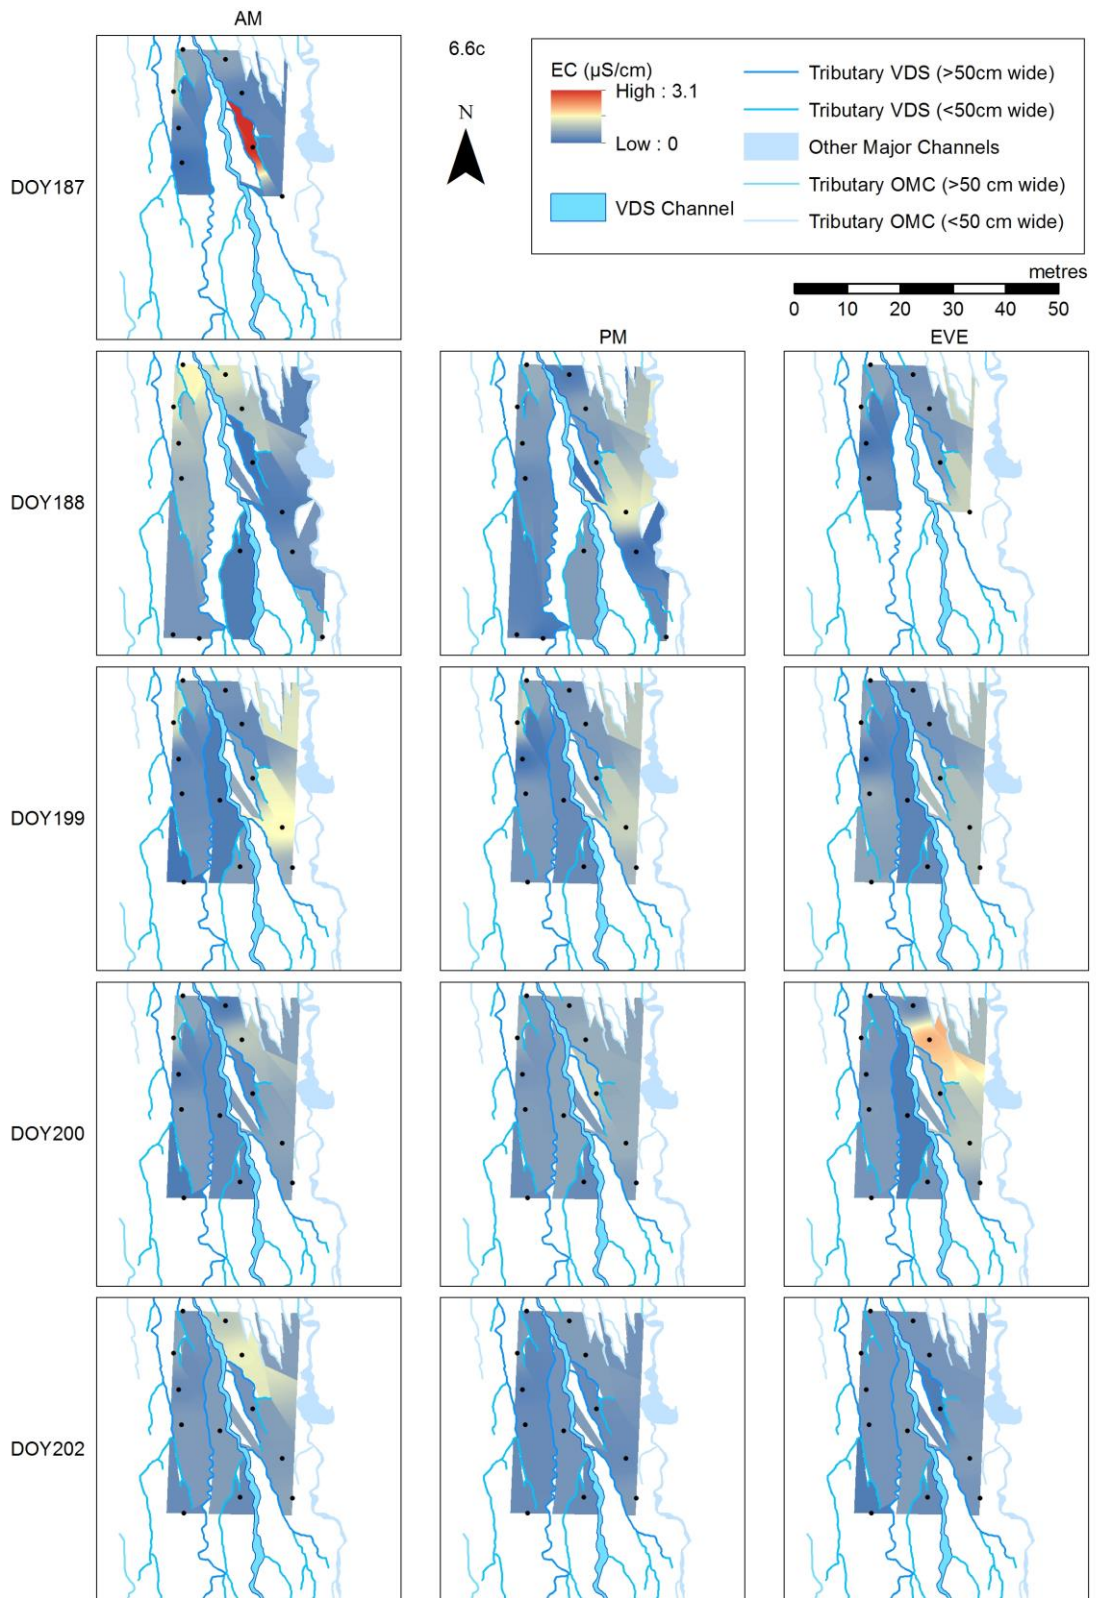 AM
6.6c
N
EC (µS/cm)
High : 3.1
Low : 0
VDS Channel
Tributary VDS (>50cm wide)
Tributary VDS (<50cm wide)
Other Major Channels
Tributary OMC (>50 cm wide)
Tributary OMC (<50 cm wide)
metres
0 10 20 30 40 50
DOY187
PM
EVE
DOY188
DOY199
DOY200
DOY202